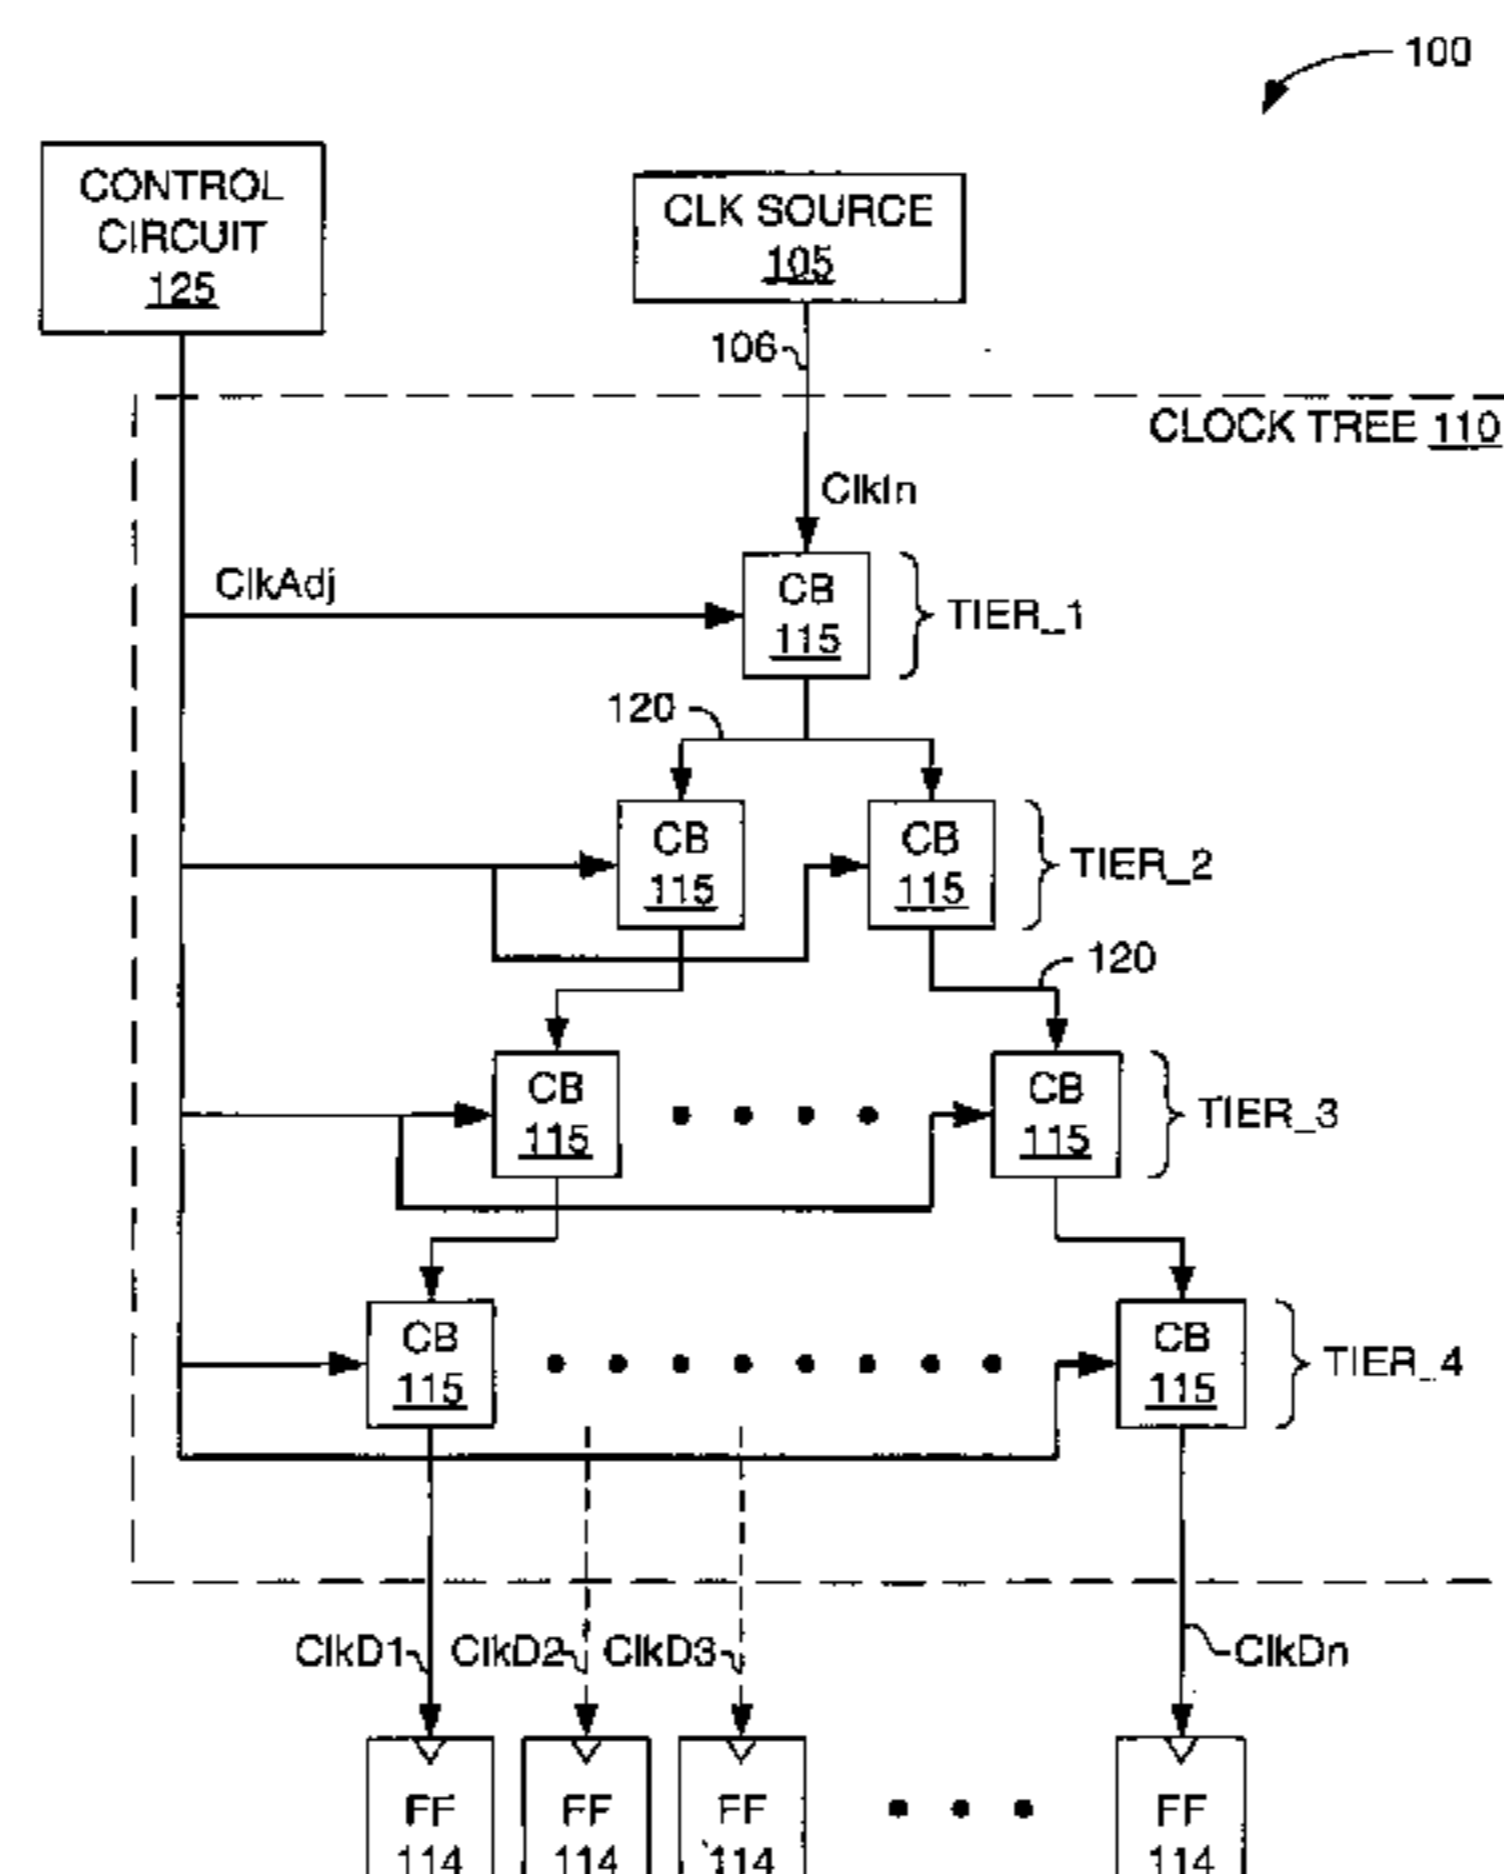 100
CONTROL
CIRCUIT
125
CLK SOURCE
105
106
CLOCK TREE 110
ClkIn
ClkAdj
CB
115
TIER_1
120
CB
115
CB
115
TIER_2
120
CB
115
CB
115
TIER_3
CB
115
CB
115
TIER_4
ClkD1
ClkD2
ClkD3
ClkDn
FF
114
FF
114
FF
114
FF
114